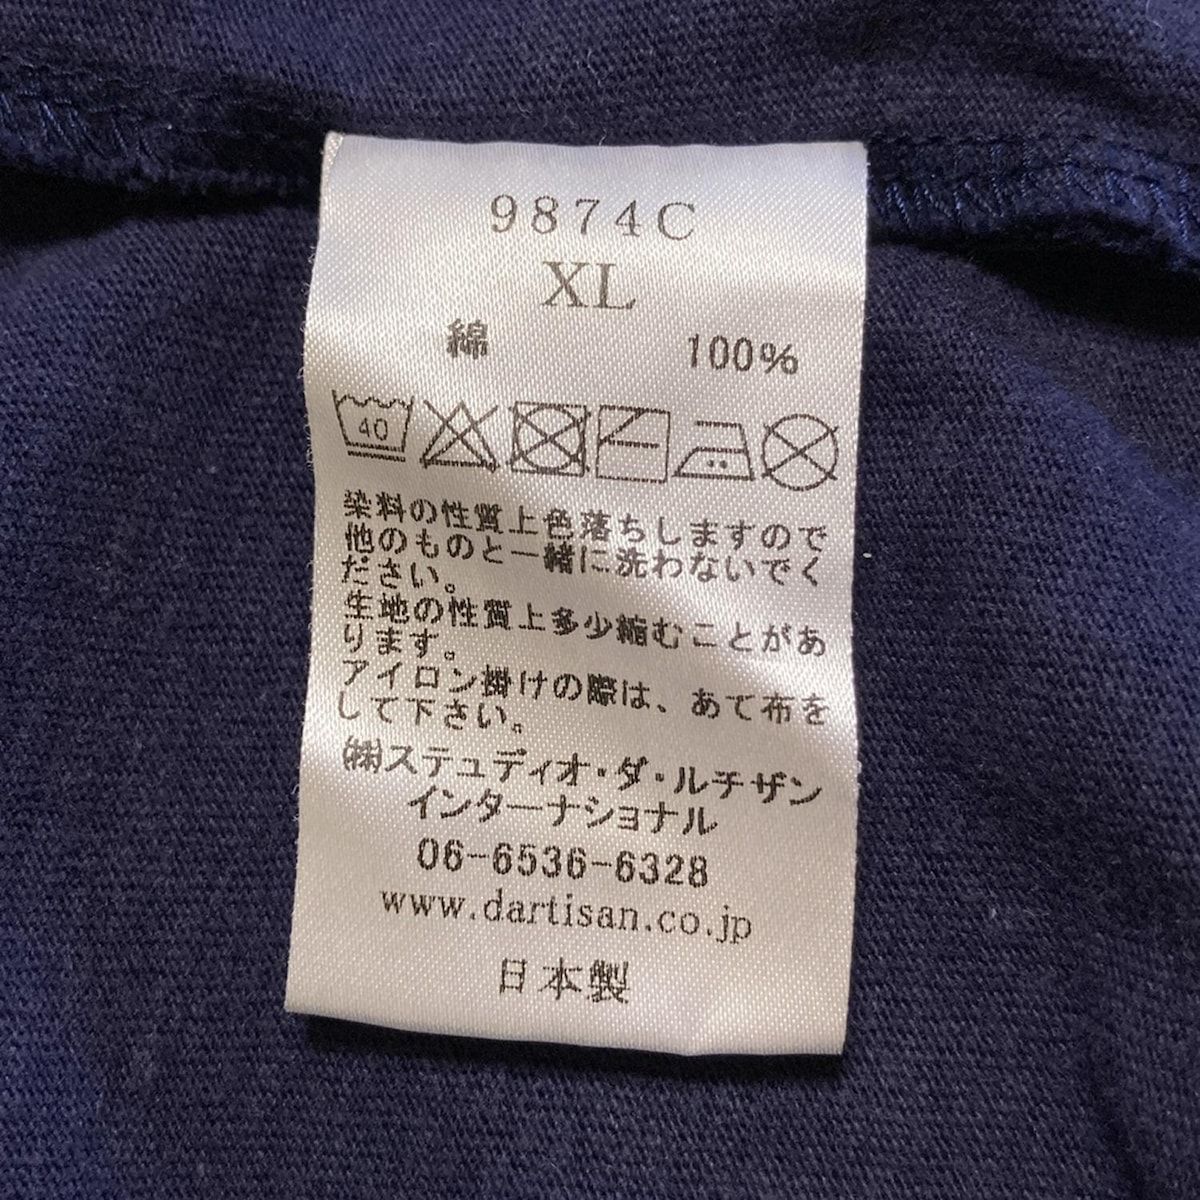 9874C
XL
綿 100%
40
染料の性質上色落ちしますので
他のものと一緒に洗わないでく
ださい。
生地の性質上多少縮むことがあ
ります。
アイロン掛けの際は、あて布を
して下さい。
㈱ステュディオ・ダ・ルチザン
インターナショナル
06-6536-6328
www.dartisan.co.jp
日本製